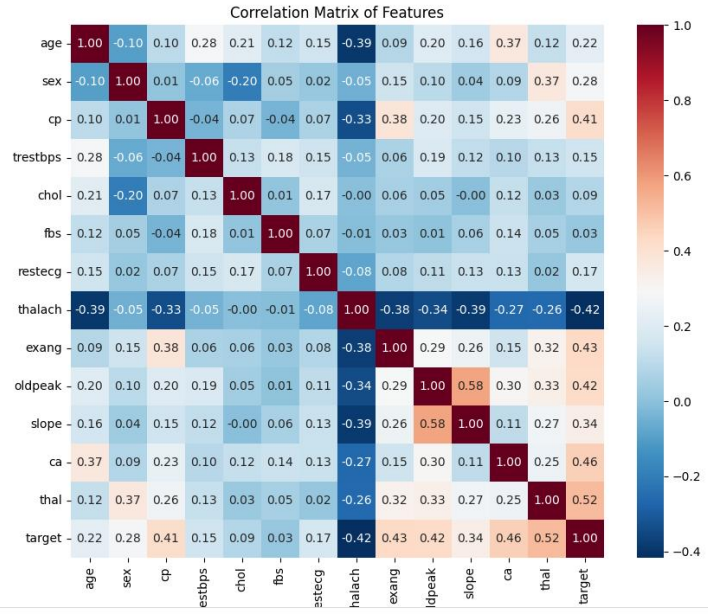 Correlation Matrix of Features
age 1.00 -0.10 0.10 0.28 0.21 0.12 0.15 -0.39 0.09 0.20 0.16 0.37 0.12 0.22
sex -0.10 1.00 0.01 -0.06 -0.20 0.05 0.02 -0.05 0.15 0.10 0.04 0.09 0.37 0.28
cp 0.10 0.01 1.00 -0.04 0.07 -0.04 0.07 -0.33 0.38 0.20 0.15 0.23 0.26 0.41
trestbps 0.28 -0.06 -0.04 1.00 0.13 0.18 0.15 -0.05 0.06 0.19 0.12 0.10 0.13 0.15
chol 0.21 -0.20 0.07 0.13 1.00 0.01 0.17 -0.00 0.06 0.05 -0.00 0.12 0.03 0.09
fbs 0.12 0.05 -0.04 0.18 0.01 1.00 0.07 -0.01 0.03 0.01 0.06 0.14 0.05 0.03
restecg 0.15 0.02 0.07 0.15 0.17 0.07 1.00 -0.08 0.08 0.11 0.13 0.13 0.02 0.17
thalach -0.39 -0.05 -0.33 -0.05 -0.00 -0.01 -0.08 1.00 -0.38 -0.34 -0.39 -0.27 -0.26 -0.42
exang 0.09 0.15 0.38 0.06 0.06 0.03 0.08 -0.38 1.00 0.29 0.26 0.15 0.32 0.43
oldpeak 0.20 0.10 0.20 0.19 0.05 0.01 0.11 -0.34 0.29 1.00 0.58 0.30 0.33 0.42
slope 0.16 0.04 0.15 0.12 -0.00 0.06 0.13 -0.39 0.26 0.58 1.00 0.11 0.27 0.34
ca 0.37 0.09 0.23 0.10 0.12 0.14 0.13 -0.27 0.15 0.30 0.11 1.00 0.25 0.46
thal 0.12 0.37 0.26 0.13 0.03 0.05 0.02 -0.26 0.32 0.33 0.27 0.25 1.00 0.52
target 0.22 0.28 0.41 0.15 0.09 0.03 0.17 -0.42 0.43 0.42 0.34 0.46 0.52 1.00
age sex cp estbps chol fbs estecg halach exang ldpeak slope ca thal target
1.0
0.8
0.6
0.4
0.2
0.0
−0.2
−0.4